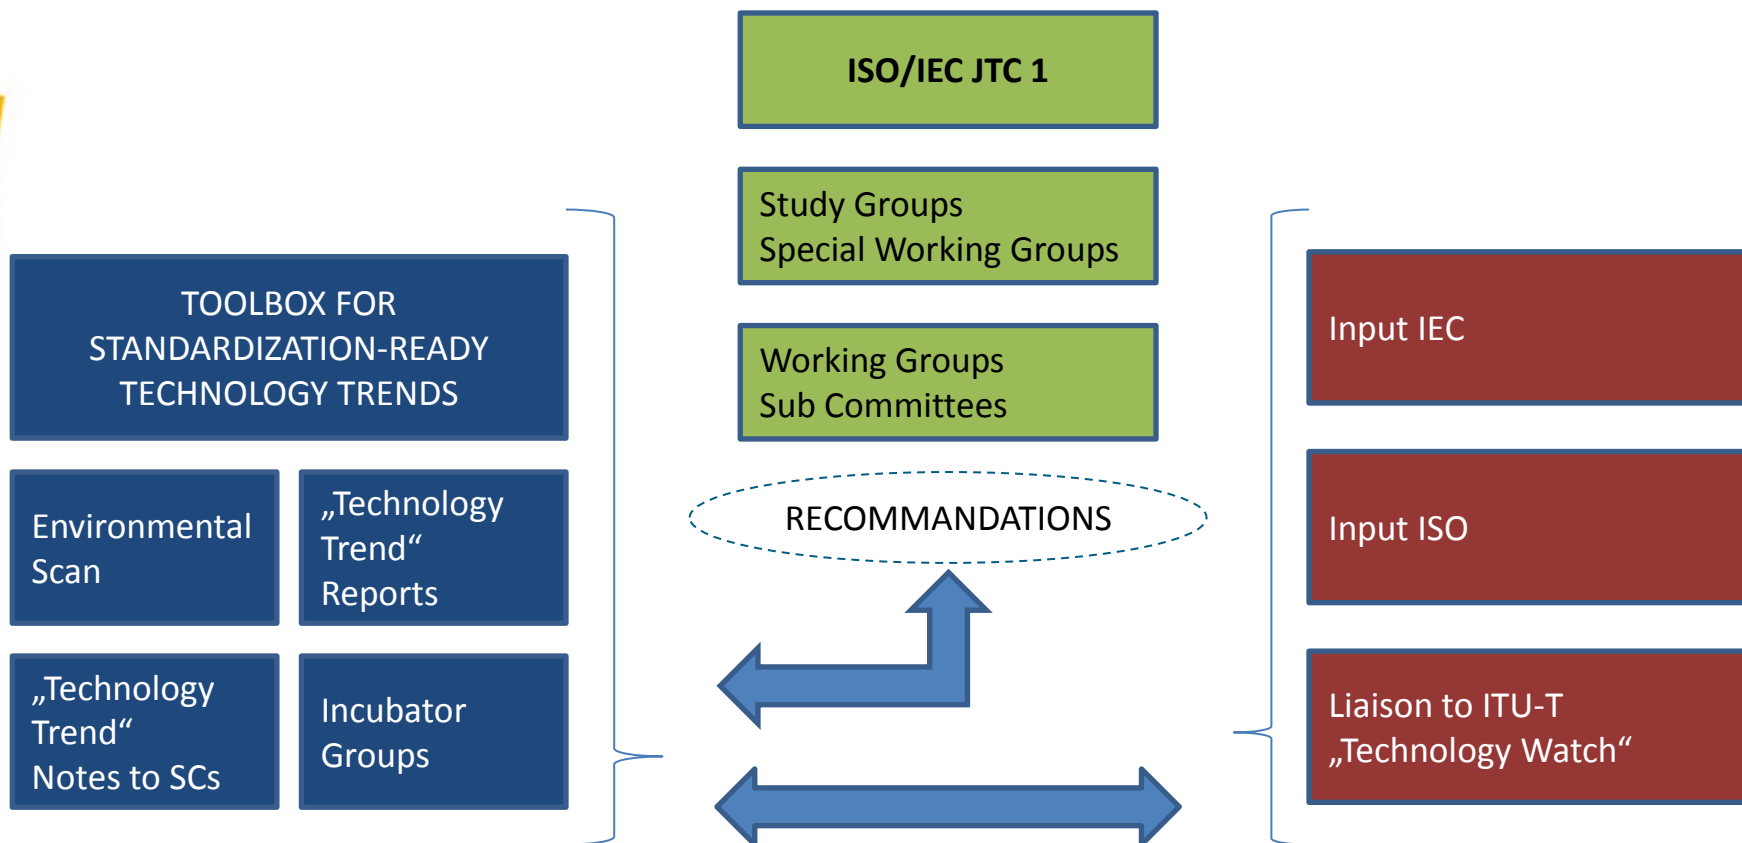 ISO/IEC JTC 1
Study Groups
Special Working Groups
Working Groups
Sub Committees
RECOMMANDATIONS
TOOLBOX FOR
STANDARDIZATION-READY
TECHNOLOGY TRENDS
Environmental
Scan
„Technology
Trend“
Reports
„Technology
Trend“
Notes to SCs
Incubator
Groups
Input IEC
Input ISO
Liaison to ITU-T
„Technology Watch“